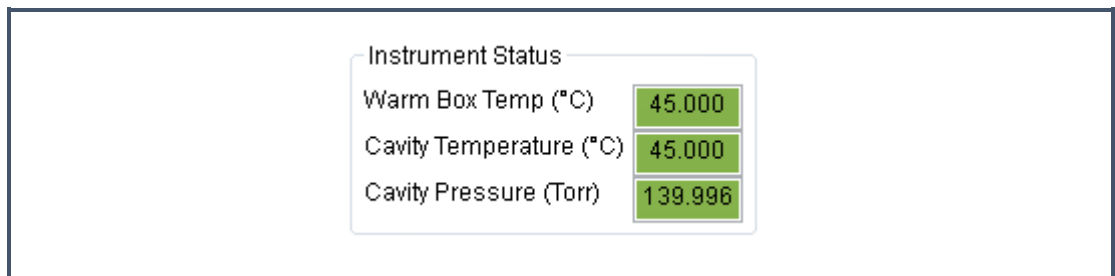 Instrument Status
Warm Box Temp (°C) 45.000
Cavity Temperature (°C) 45.000
Cavity Pressure (Torr) 139.996